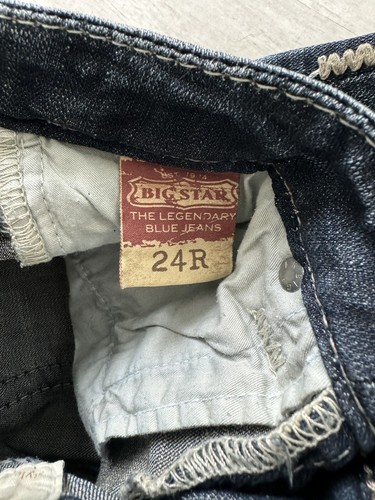 BIG STAR
THE LEGENDARY
BLUE JEANS
24R